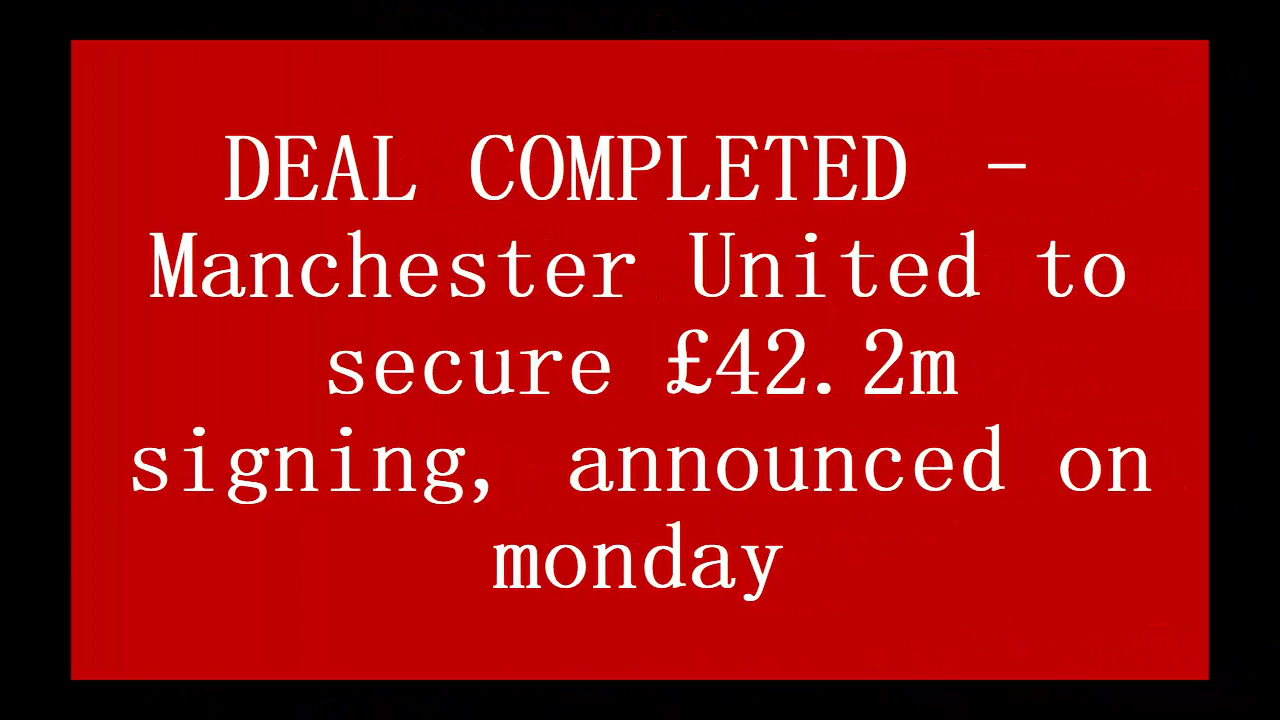 DEAL COMPLETED –
Manchester United to
secure £42.2m
signing, announced on
monday